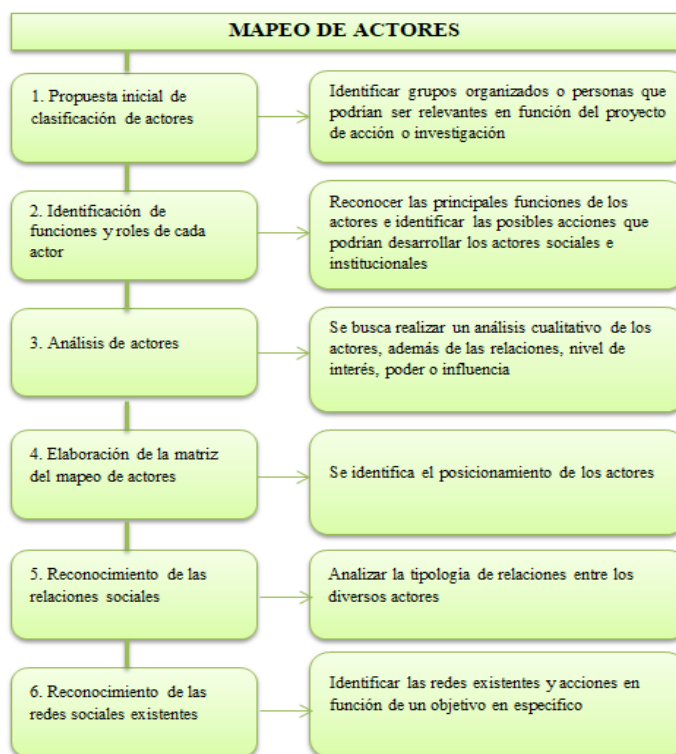 MAPEO DE ACTORES
1. Propuesta inicial de
clasificación de actores
Identificar grupos organizados o personas que
podrían ser relevantes en función del proyecto
de acción o investigación
2. Identificación de
funciones y roles de cada
actor
Reconocer las principales funciones de los
actores e identificar las posibles acciones que
podrían desarrollar los actores sociales e
institucionales
3. Análisis de actores
Se busca realizar un análisis cualitativo de los
actores, además de las relaciones, nivel de
interés, poder o influencia
4. Elaboración de la matriz
del mapeo de actores
Se identifica el posicionamiento de los actores
5. Reconocimiento de las
relaciones sociales
Analizar la tipología de relaciones entre los
diversos actores
6. Reconocimiento de las
redes sociales existentes
Identificar las redes existentes y acciones en
función de un objetivo en específico